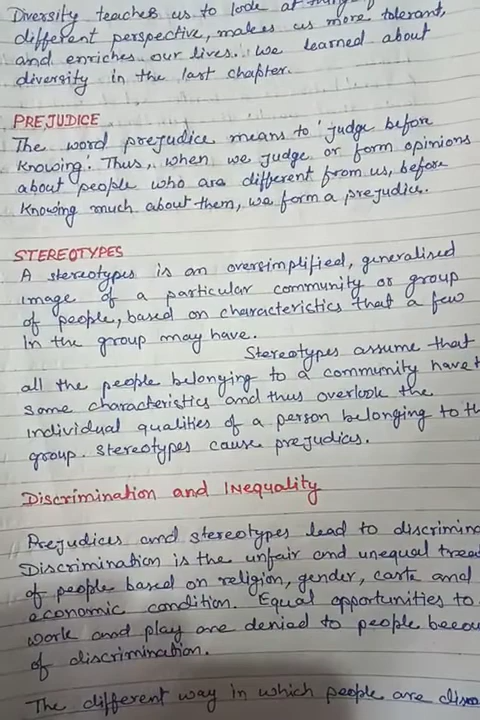 Diversity teaches us to look at
different perspective, makes us more tolerant,
and enriches our lives. We learned about
diversity in the last chapter.
PREJUDICE
The word prejudice means to 'judge before
knowing'. Thus, when we judge or form opinions
about people who are different from us, before
knowing much about them, we form a prejudice.
STEREOTYPES
A stereotypes is an oversimplified, generalised
image of a particular community or group
of people, based on characteristics that a few
in the group may have.
Stereotypes assume that
all the people belonging to a community have
same characteristics and thus overlook the
individual qualities of a person belonging to
group. Stereotypes cause prejudices.
Discrimination and Inequality
Prejudices and stereotypes lead to
Discrimination is the unfair and unequal
of people based on religion, gender, caste and
economic condition. Equal opportunities to
work and play are denied to people
of discrimination.
The different way in which people are